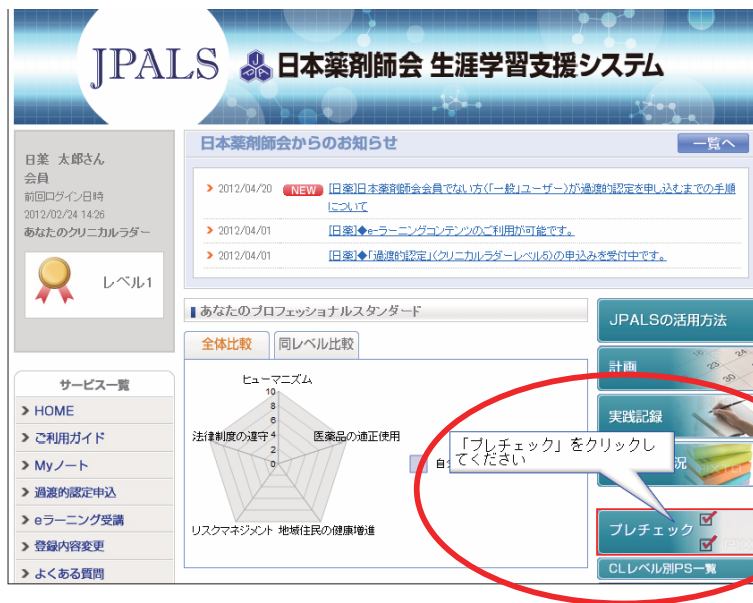 JPALS 日本薬剤師会 生涯学習支援システム
日薬 太郎さん
会員
前回ログイン日時
2012/02/24 14:26
あなたのクリニカルラダー
レベル1
日本薬剤師会からのお知らせ
一覧へ
2012/04/20 NEW [日薬]日本薬剤師会会員でない方(「一般」ユーザー)が過渡的認定を申し込むまでの手順
について
2012/04/01 [日薬]◆e-ラーニングコンテンツのご利用が可能です。
2012/04/01 [日薬]◆「過渡的認定」(クリニカルラダーレベル5)の申込みを受付中です。
サービス一覧
HOME
ご利用ガイド
Myノート
過渡的認定申込
eラーニング受講
登録内容変更
よくある質問
あなたのプロフェッショナルスタンダード
全体比較 同レベル比較
ヒューマニズム
10
8
6
法律制度の遵守 4 医薬品の適正使用
2
0
リスクマネジメント 地域住民の健康増進
自
JPALSの活用方法
計画
実践記録
況
「プレチェック」をクリックし
てください
プレチェック
CLレベル別PS一覧